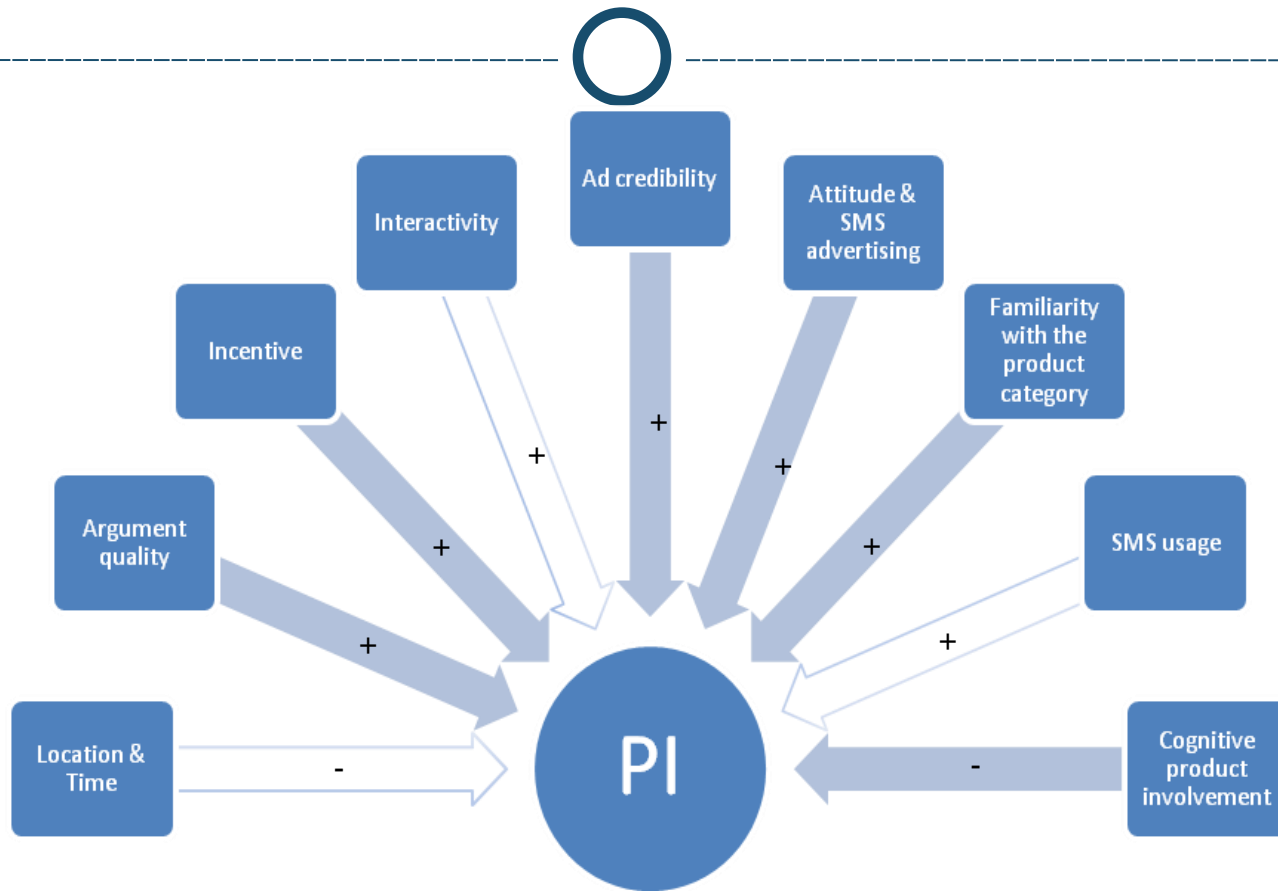 Ad credibility
Interactivity
Attitude &
SMS
advertising
Incentive
Familiarity
with the
product
category
Argument
quality
SMS usage
Location &
Time
Cognitive
product
involvement
+
+
+
+
+
+
+
-
-
PI